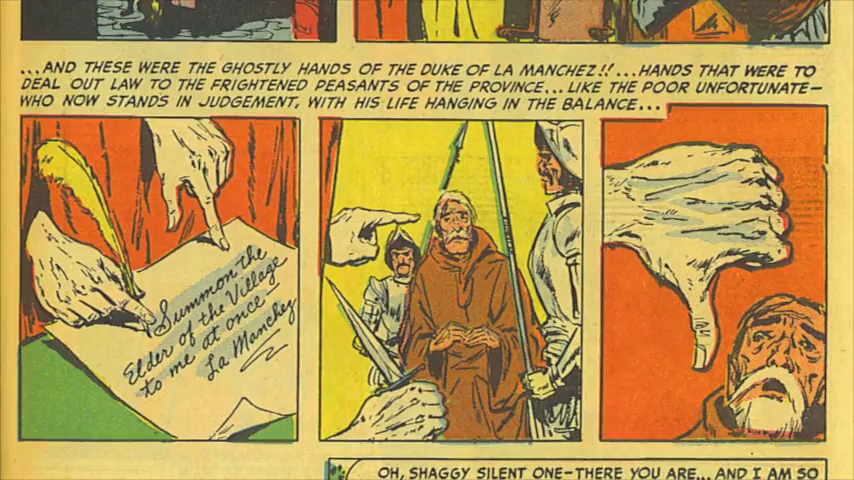 ...AND THESE WERE THE GHOSTLY HANDS OF THE DUKE OF LA MANCHEZ!!...HANDS THAT WERE TO
DEAL OUT LAW TO THE FRIGHTENED PEASANTS OF THE PROVINCE...LIKE THE POOR UNFORTUNATE—
WHO NOW STANDS IN JUDGEMENT, WITH HIS LIFE HANGING IN THE BALANCE...
Summon the
Elder of the Village
to me at once
La Manchez
OH, SHAGGY SILENT ONE—THERE YOU ARE... AND I AM SO